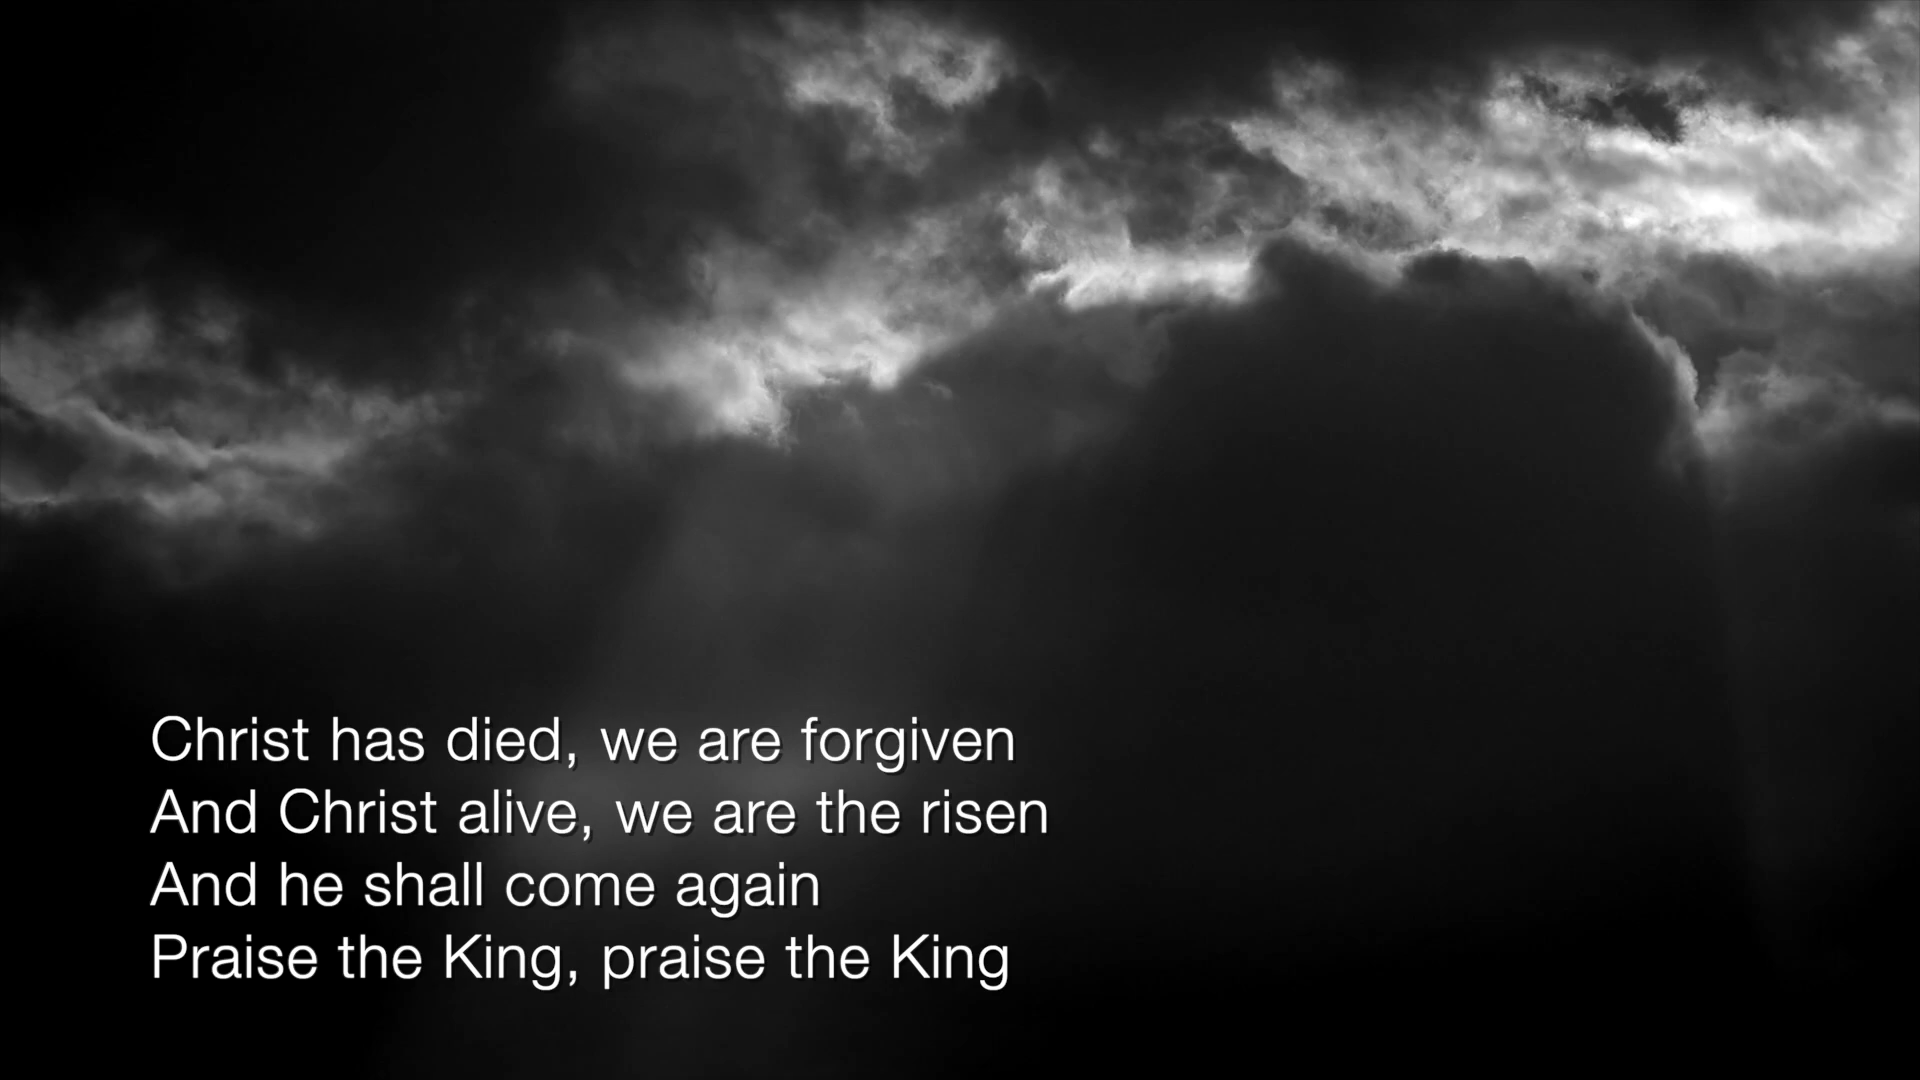 Christ has died, we are forgiven
And Christ alive, we are the risen
And he shall come again
Praise the King, praise the King